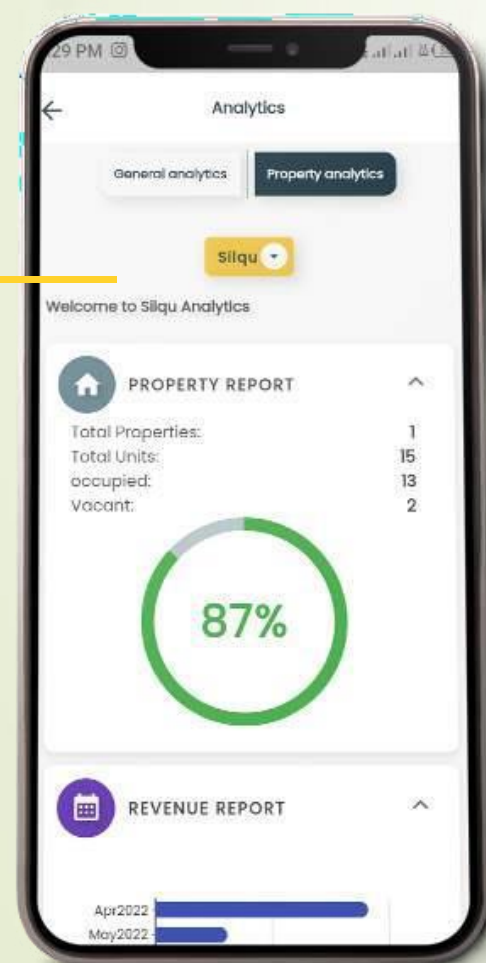 :29 PM
Analytics
General analytics Property analytics
Silqu
Welcome to Silqu Analytics
PROPERTY REPORT
Total Properties: 1
Total Units: 15
occupied: 13
Vacant: 2
87%
REVENUE REPORT
Apr2022
May2022